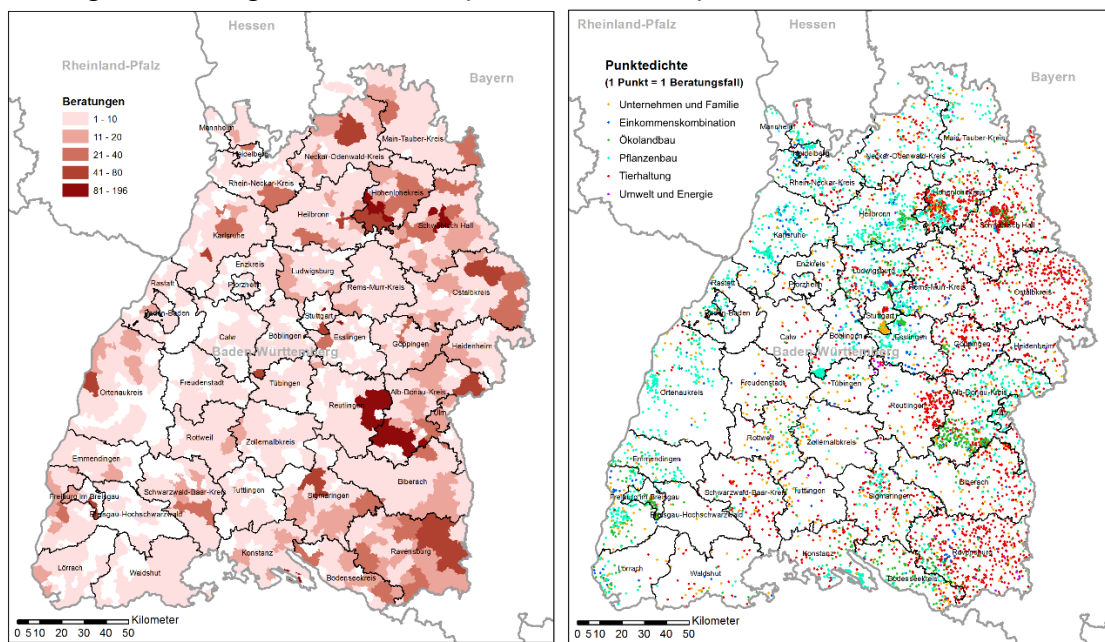 Hessen
Rheinland-Pfalz
Bayern
Beratungen
1 - 10
11 - 20
21 - 40
41 - 80
81 - 196
Mannheim
Heidelberg
Main-Tauber-Kreis
Neckar-Odenwald-Kreis
Rhein-Neckar-Kreis
Hohenlohekreis
Heilbronn
Schwäbisch Hall
Karlsruhe
Enzkreis
Pforzheim
Ludwigsburg
Rems-Murr-Kreis
Ostalbkreis
Rastatt
Baden-Baden
Stuttgart
Calw
Böblingen
Esslingen
Göppingen
Heidenheim
Baden-Württemberg
Tübingen
Freudenstadt
Ortenaukreis
Reutlingen
Alb-Donau-Kreis
Ulm
Rottweil
Zollernalbkreis
Emmendingen
Biberach
Freiburg im Breisgau
Schwarzwald-Baar-Kreis
Tuttlingen
Sigmaringen
Breisgau-Hochschwarzwald
Ravensburg
Konstanz
Lörrach
Waldshut
Bodenseekreis
Kilometer
0 5 10 20 30 40 50
Hessen
Rheinland-Pfalz
Bayern
Punktedichte
(1 Punkt = 1 Beratungsfall)
Unternehmen und Familie
Einkommenskombination
Ökolandbau
Pflanzenbau
Tierhaltung
Umwelt und Energie
Mannheim
Heidelberg
Main-Tauber-Kreis
Neckar-Odenwald-Kreis
Rhein-Neckar-Kreis
Hohenlohekreis
Heilbronn
Schwäbisch Hall
Karlsruhe
Enzkreis
Pforzheim
Ludwigsburg
Rems-Murr-Kreis
Ostalbkreis
Rastatt
Baden-Baden
Stuttgart
Calw
Böblingen
Esslingen
Göppingen
Heidenheim
Baden-Württemberg
Tübingen
Freudenstadt
Ortenaukreis
Reutlingen
Alb-Donau-Kreis
Ulm
Rottweil
Zollernalbkreis
Emmendingen
Biberach
Freiburg im Breisgau
Schwarzwald-Baar-Kreis
Tuttlingen
Sigmaringen
Breisgau-Hochschwarzwald
Ravensburg
Konstanz
Lörrach
Waldshut
Bodenseekreis
Kilometer
0 5 10 20 30 40 50